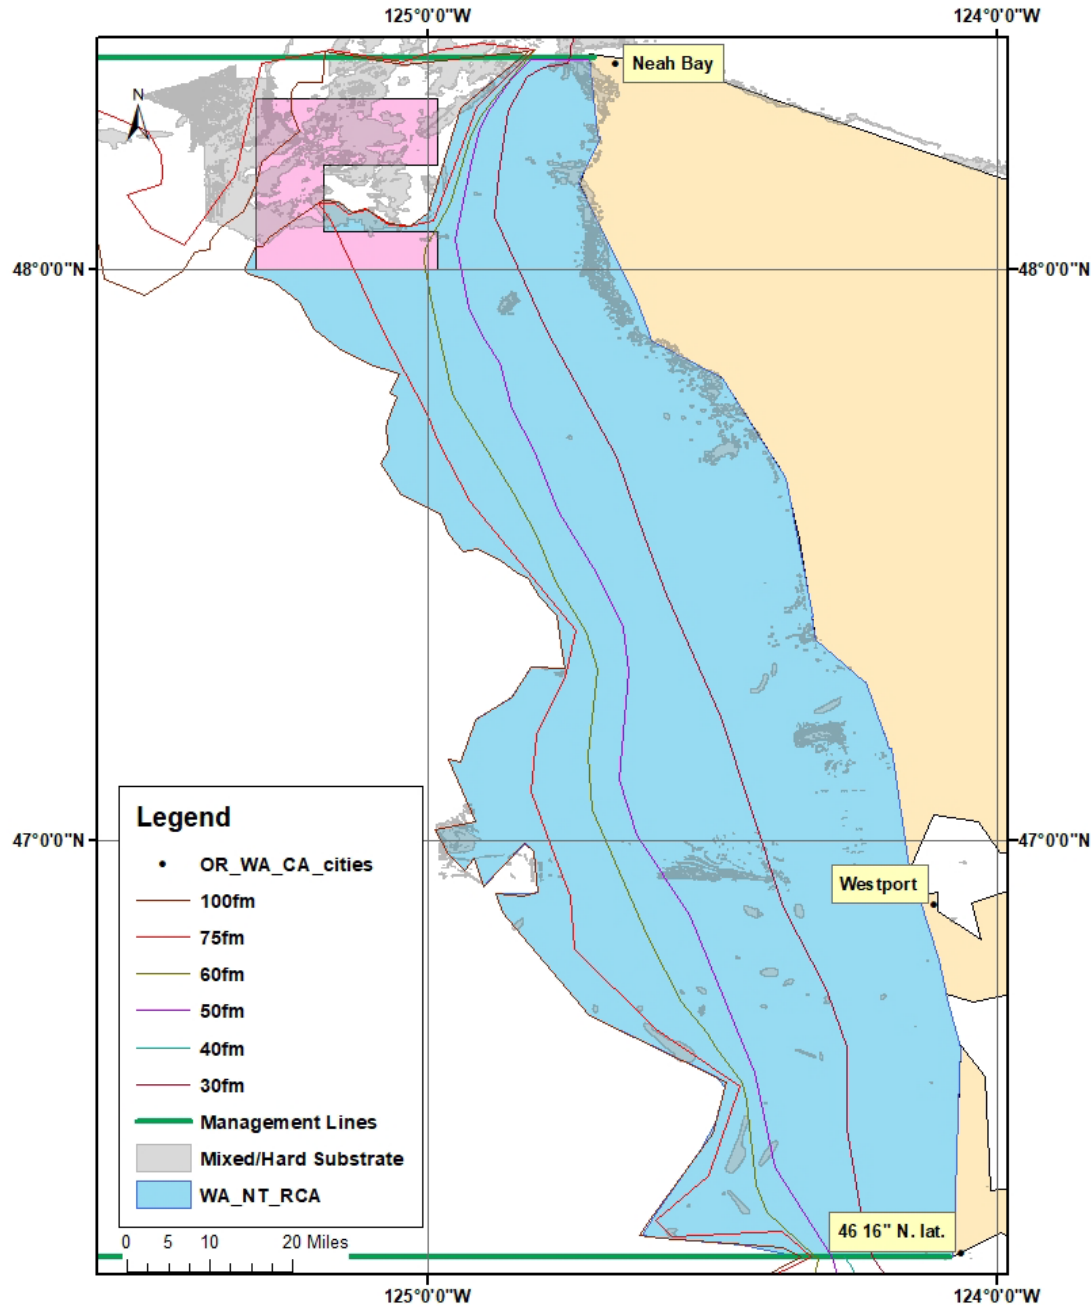 125°0'0"W
124°0'0"W
Neah Bay
N
48°0'0"N
48°0'0"N
47°0'0"N
47°0'0"N
Westport
Legend
OR_WA_CA_cities
100fm
75fm
60fm
50fm
40fm
30fm
Management Lines
Mixed/Hard Substrate
WA_NT_RCA
46 16" N. lat.
0 5 10 20 Miles
125°0'0"W
124°0'0"W